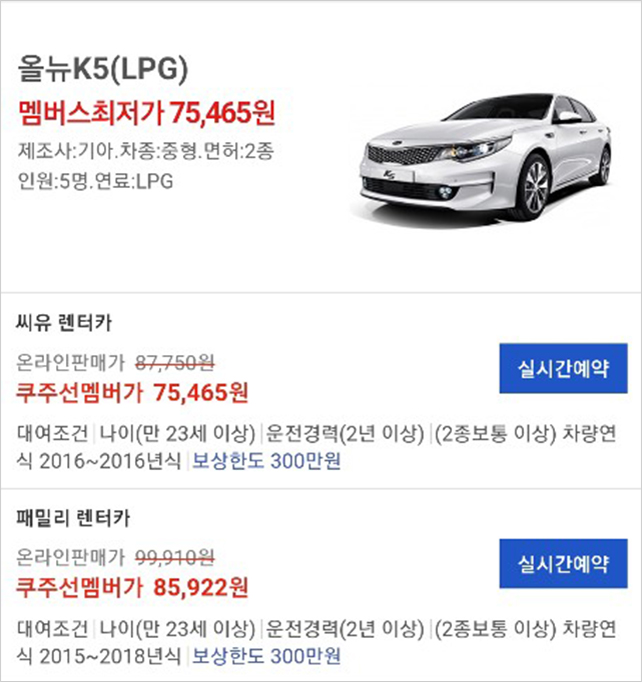 올뉴K5(LPG)
멤버스최저가 75,465원
제조사:기아.차종:중형.면허:2종
인원:5명.연료:LPG
K5
씨유 렌터카
온라인판매가 87,750원
쿠주선멤버가 75,465원
실시간예약
대여조건|나이(만 23세 이상)|운전경력(2년 이상)|(2종보통 이상) 차량연
식 2016~2016년식|보상한도 300만원
패밀리 렌터카
온라인판매가 99,910원
쿠주선멤버가 85,922원
실시간예약
대여조건|나이(만 23세 이상)|운전경력(2년 이상)|(2종보통 이상) 차량연
식 2015~2018년식|보상한도 300만원